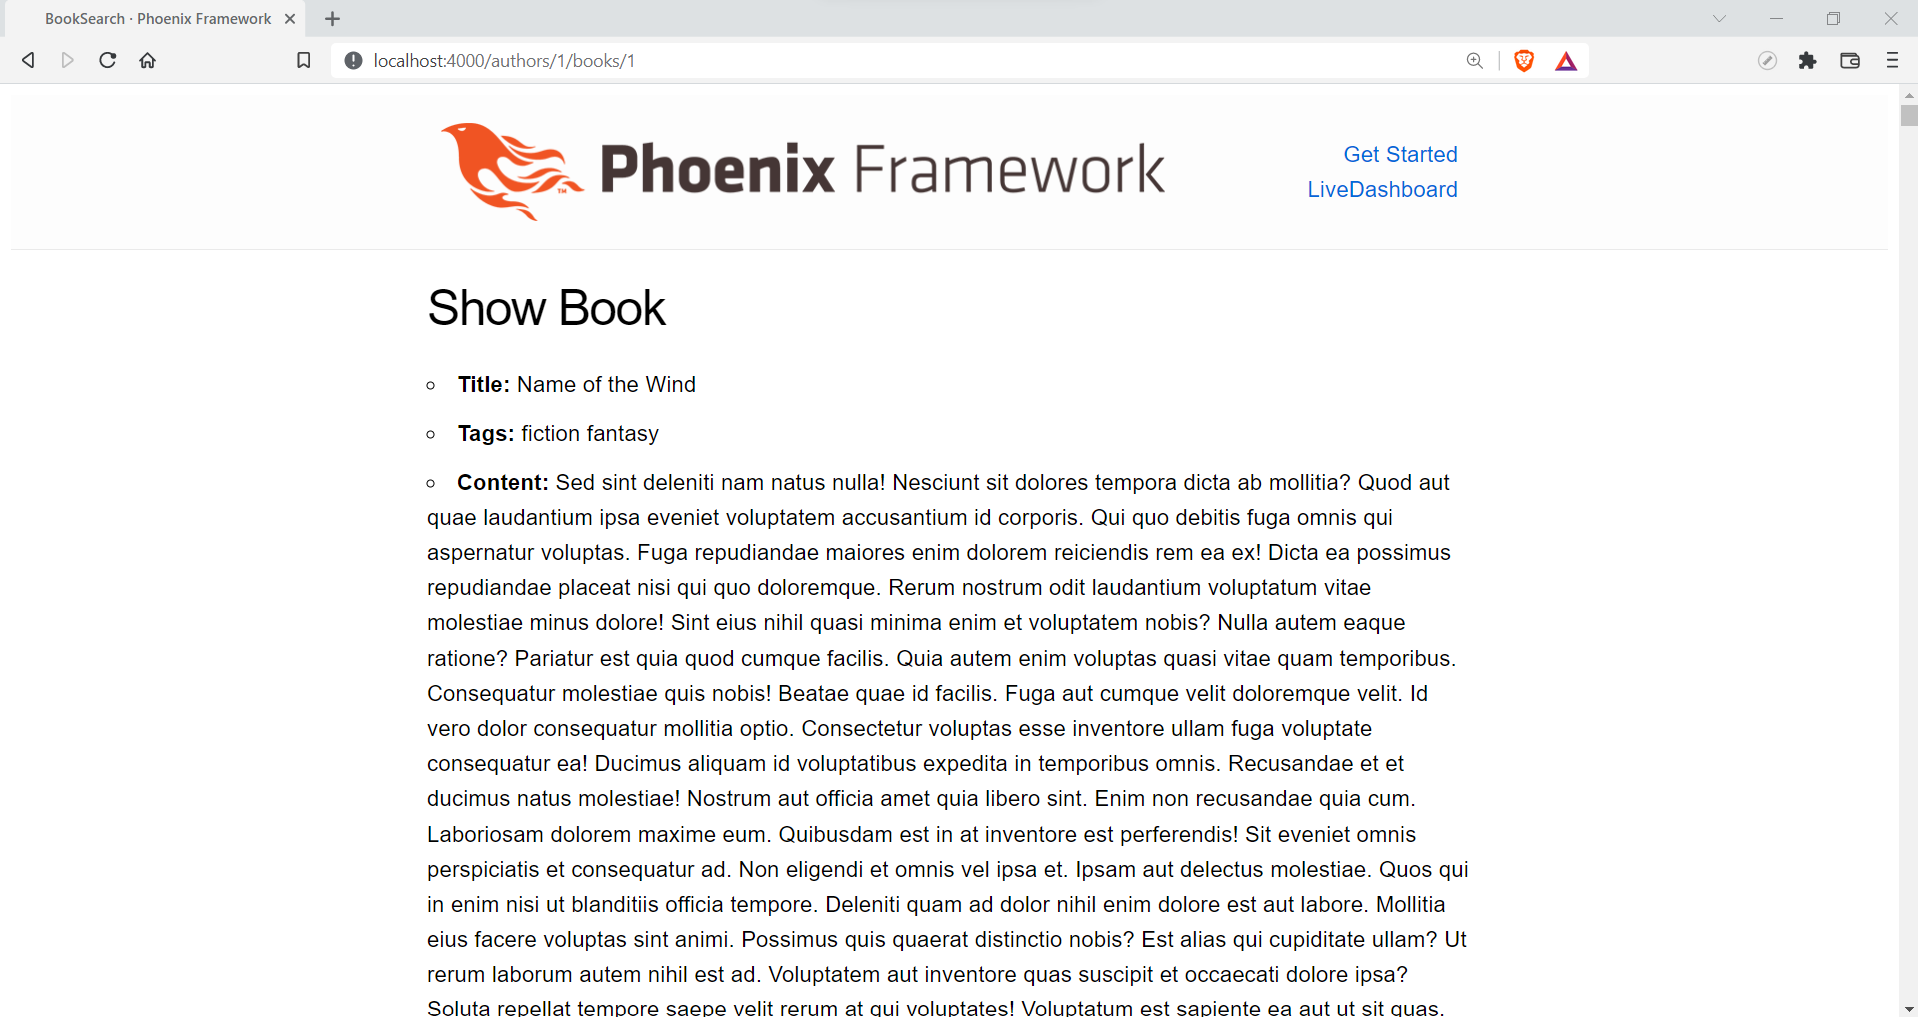 BookSearch · Phoenix Framework
localhost:4000/authors/1/books/1
Phoenix Framework
TM
Get Started
LiveDashboard
Show Book
Title: Name of the Wind
Tags: fiction fantasy
Content: Sed sint deleniti nam natus nulla! Nesciunt sit dolores tempora dicta ab mollitia? Quod aut
quae laudantium ipsa eveniet voluptatem accusantium id corporis. Qui quo debitis fuga omnis qui
aspernatur voluptas. Fuga repudiandae maiores enim dolorem reiciendis rem ea ex! Dicta ea possimus
repudiandae placeat nisi qui quo doloremque. Rerum nostrum odit laudantium voluptatum vitae
molestiae minus dolore! Sint eius nihil quasi minima enim et voluptatem nobis? Nulla autem eaque
ratione? Pariatur est quia quod cumque facilis. Quia autem enim voluptas quasi vitae quam temporibus.
Consequatur molestiae quis nobis! Beatae quae id facilis. Fuga aut cumque velit doloremque velit. Id
vero dolor consequatur mollitia optio. Consectetur voluptas esse inventore ullam fuga voluptate
consequatur ea! Ducimus aliquam id voluptatibus expedita in temporibus omnis. Recusandae et et
ducimus natus molestiae! Nostrum aut officia amet quia libero sint. Enim non recusandae quia cum.
Laboriosam dolorem maxime eum. Quibusdam est in at inventore est perferendis! Sit eveniet omnis
perspiciatis et consequatur ad. Non eligendi et omnis vel ipsa et. Ipsam aut delectus molestiae. Quos qui
in enim nisi ut blanditiis officia tempore. Deleniti quam ad dolor nihil enim dolore est aut labore. Mollitia
eius facere voluptas sint animi. Possimus quis quaerat distinctio nobis? Est alias qui cupiditate ullam? Ut
rerum laborum autem nihil est ad. Voluptatem aut inventore quas suscipit et occaecati dolore ipsa?
Soluta repellat tempore saepe velit rerum at qui voluptates! Voluptatum est sapiente ea aut ut sit quas.